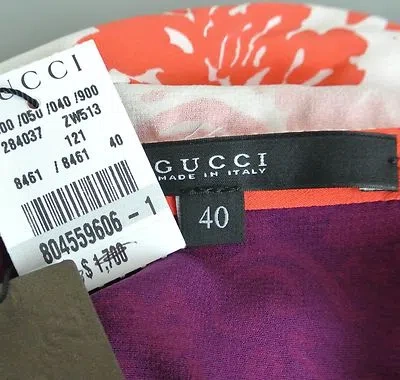 UCCI
00 /050 /040 /900
284037 ZW513
121
8461 / 8461 40
804559606 - 1
$ 1,700
GUCCI
MADE IN ITALY
40